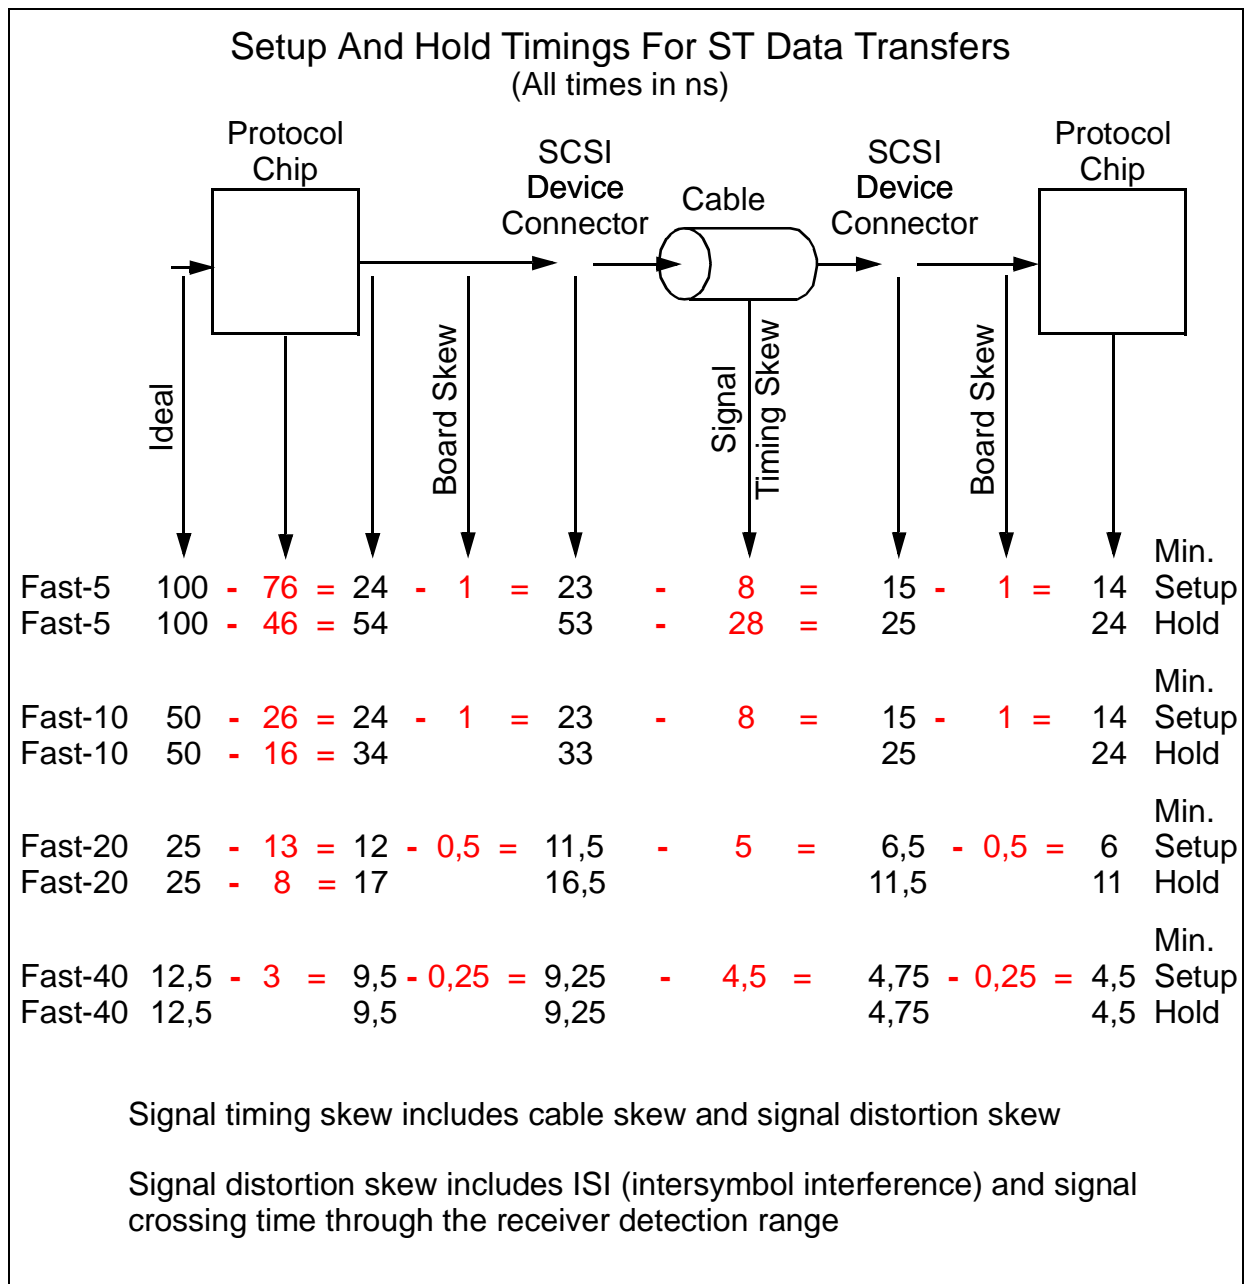 Setup And Hold Timings For ST Data Transfers
(All times in ns)
Protocol
Chip
SCSI
Device
Connector
Cable
SCSI
Device
Connector
Protocol
Chip
Ideal
Board Skew
Signal
Timing Skew
Board Skew
Min.
Fast-5 100 - 76 = 24 - 1 = 23 - 8 = 15 - 1 = 14 Setup
Fast-5 100 - 46 = 54 53 - 28 = 25 24 Hold
Min.
Fast-10 50 - 26 = 24 - 1 = 23 - 8 = 15 - 1 = 14 Setup
Fast-10 50 - 16 = 34 33 25 24 Hold
Min.
Fast-20 25 - 13 = 12 - 0,5 = 11,5 - 5 = 6,5 - 0,5 = 6 Setup
Fast-20 25 - 8 = 17 16,5 11,5 11 Hold
Min.
Fast-40 12,5 - 3 = 9,5 - 0,25 = 9,25 - 4,5 = 4,75 - 0,25 = 4,5 Setup
Fast-40 12,5 9,5 9,25 4,75 4,5 Hold
Signal timing skew includes cable skew and signal distortion skew
Signal distortion skew includes ISI (intersymbol interference) and signal
crossing time through the receiver detection range